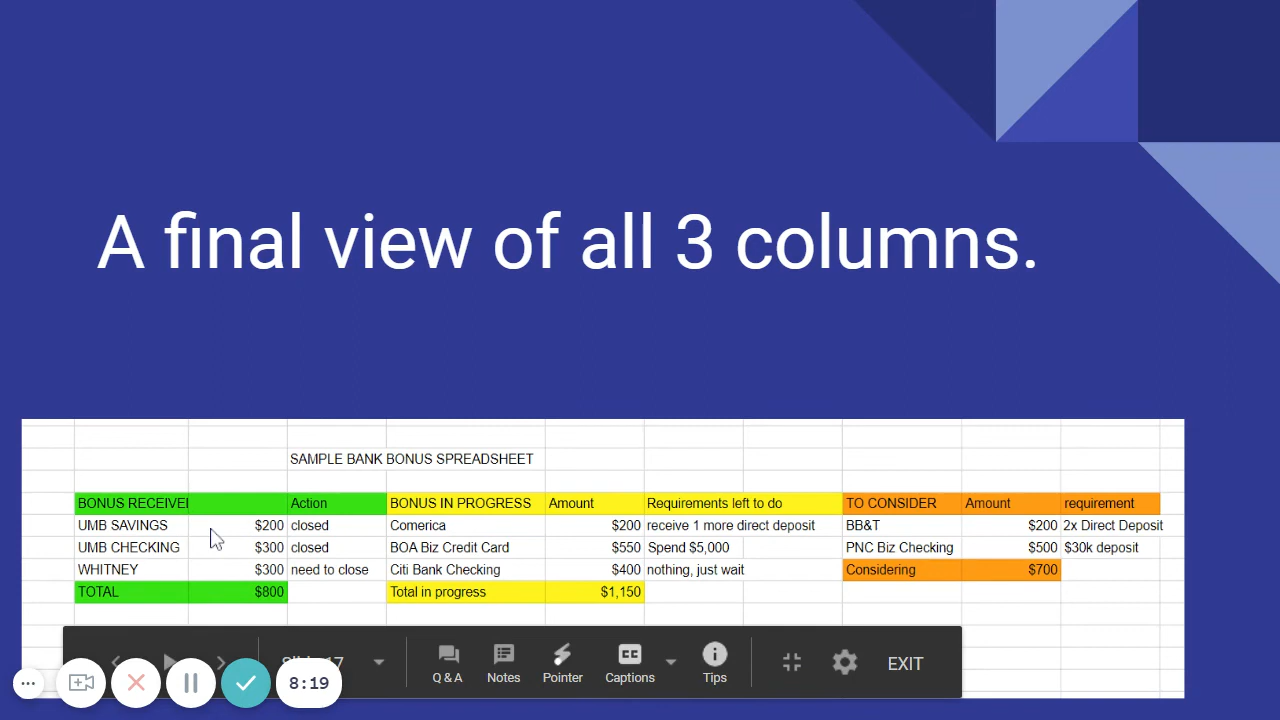 A final view of all 3 columns.
SAMPLE BANK BONUS SPREADSHEET
BONUS RECEIVEI Action BONUS IN PROGRESS Amount Requirements left to do TO CONSIDER Amount requirement
UMB SAVINGS $200 closed Comerica $200 receive 1 more direct deposit BB&T $200 2x Direct Deposit
UMB CHECKING $300 closed BOA Biz Credit Card $550 Spend $5,000 PNC Biz Checking $500 $30k deposit
WHITNEY $300 need to close Citi Bank Checking $400 nothing, just wait Considering $700
TOTAL $800 Total in progress $1,150
Q & A Notes Pointer CC Captions Tips EXIT
8:19